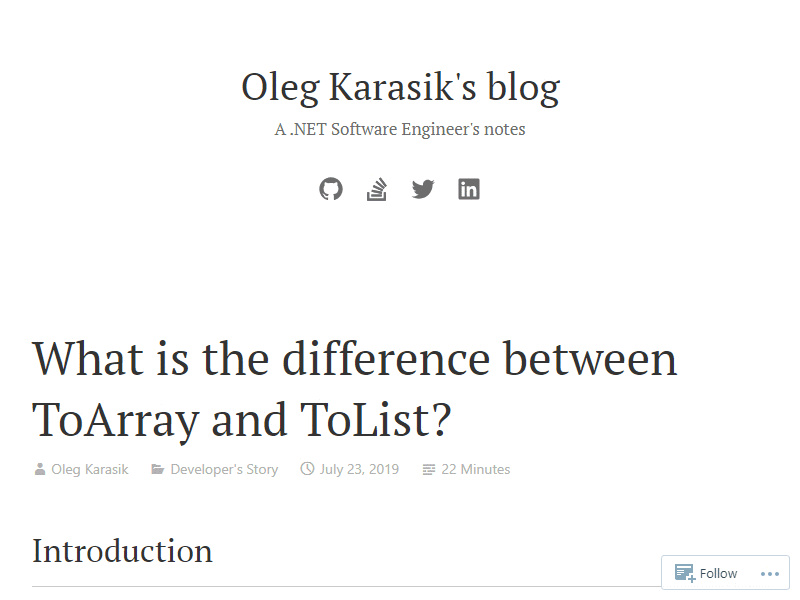 Oleg Karasik's blog
A .NET Software Engineer's notes
What is the difference between
ToArray and ToList?
Oleg Karasik Developer's Story July 23, 2019 22 Minutes
Introduction
Follow